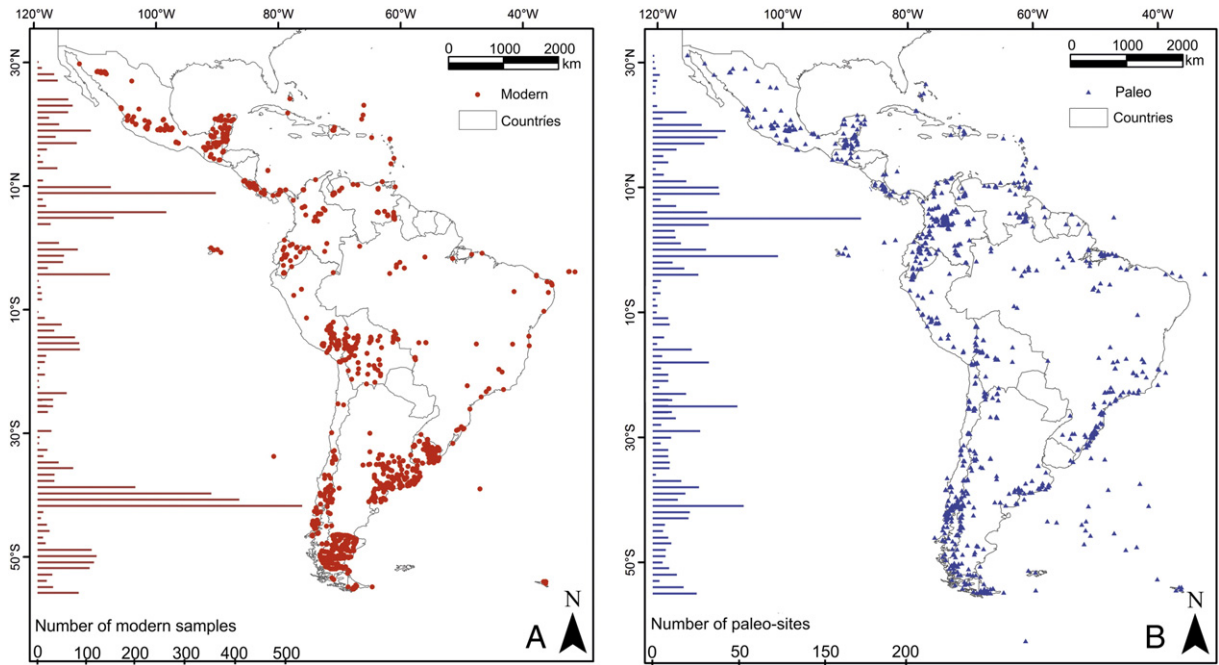 120°W 100°W 80°W 60°W 40°W
30°N
10°N
10°S
30°S
50°S
0 1000 2000
km
Modern
Countries
N
A
Number of modern samples
0 100 200 300 400 500
120°W 100°W 80°W 60°W 40°W
30°N
10°N
10°S
30°S
50°S
0 1000 2000
km
Paleo
Countries
N
B
Number of paleo-sites
0 50 150 200